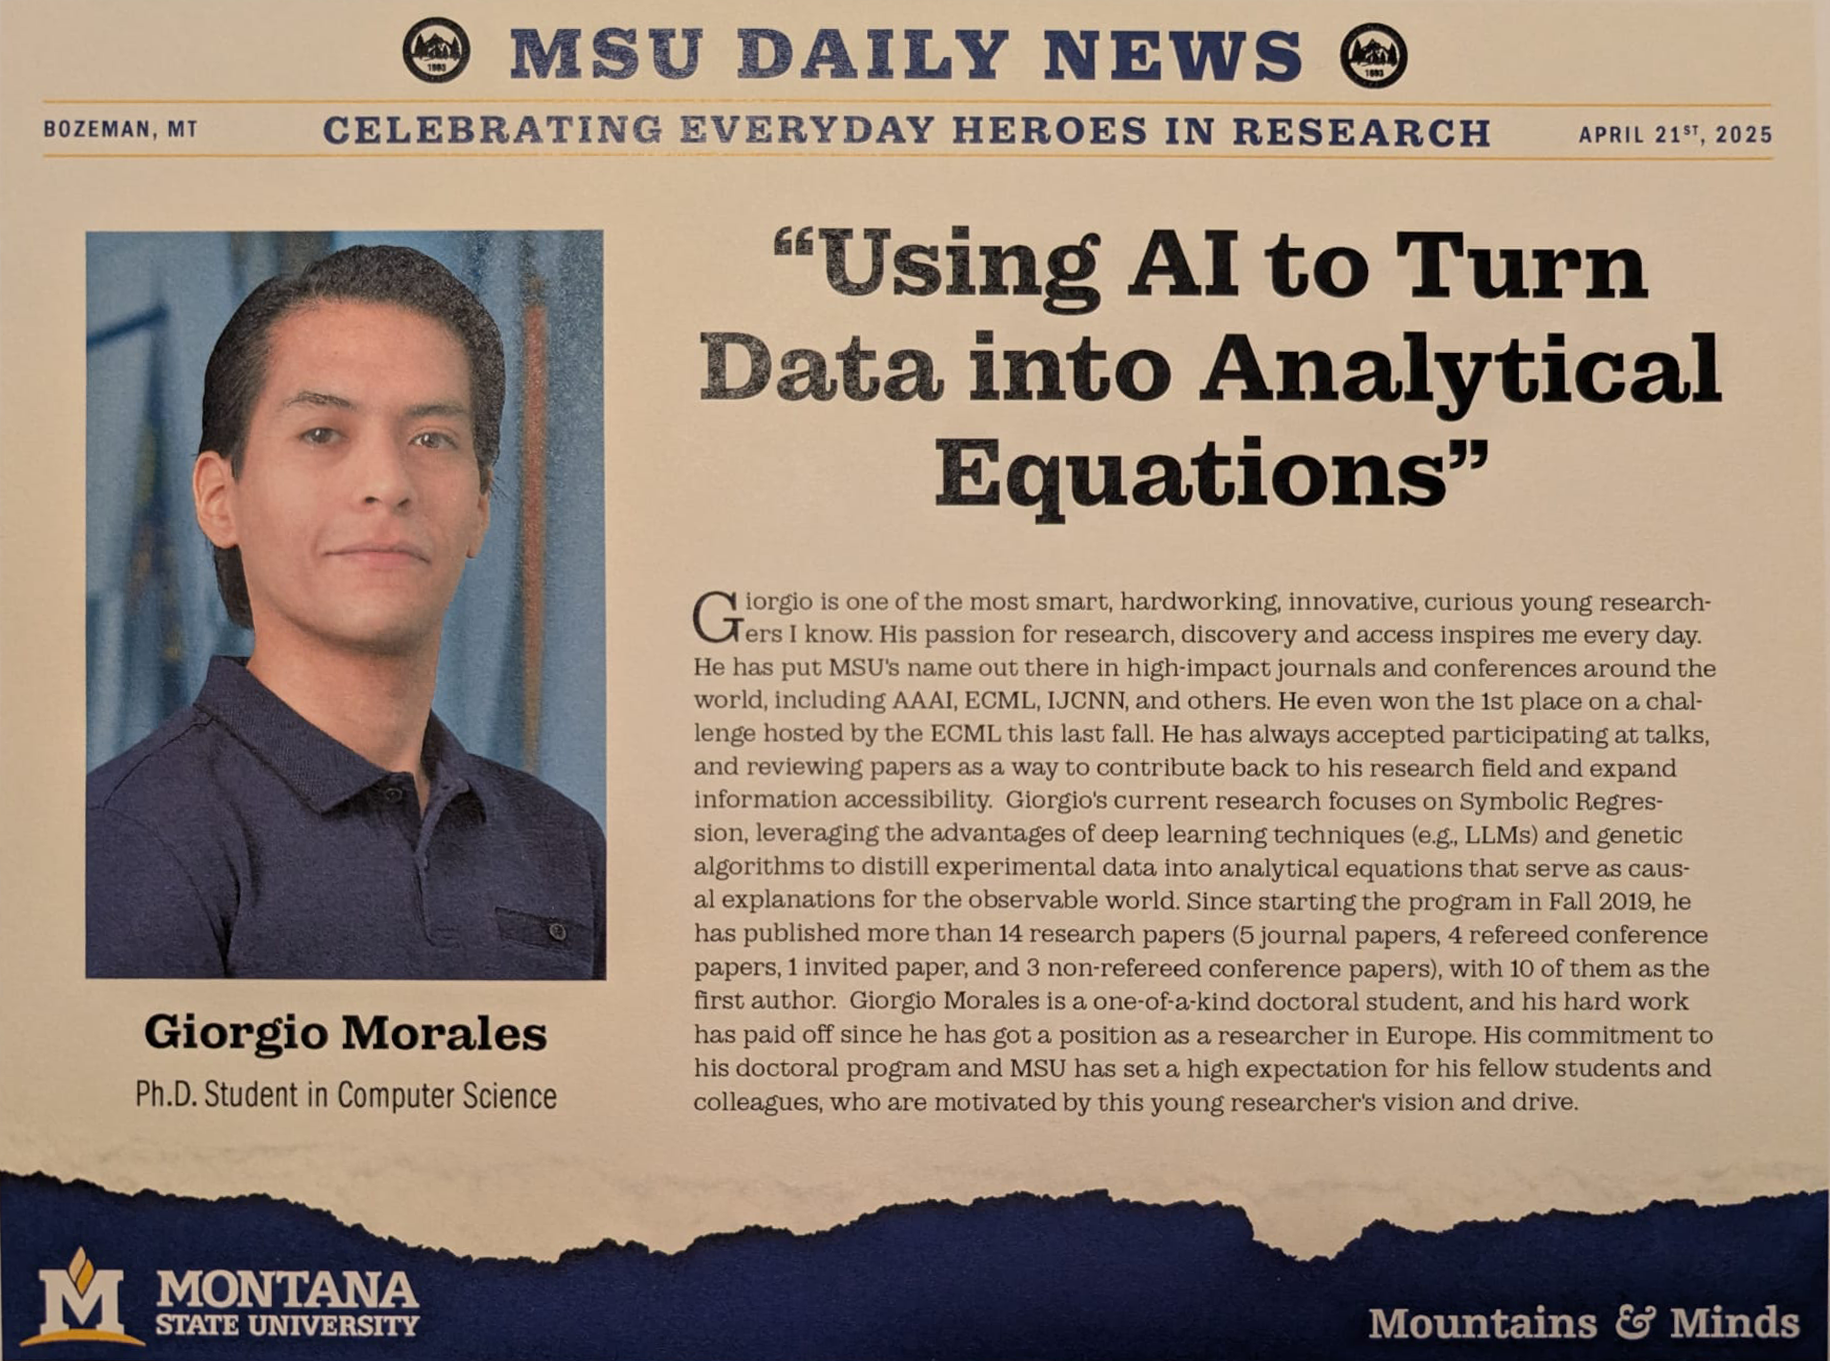 MSU DAILY NEWS
1893
1893
BOZEMAN, MT
CELEBRATING EVERYDAY HEROES IN RESEARCH
APRIL 21ST, 2025
“Using AI to Turn
Data into Analytical
Equations”
Giorgio is one of the most smart, hardworking, innovative, curious young research-
ers I know. His passion for research, discovery and access inspires me every day.
He has put MSU's name out there in high-impact journals and conferences around the
world, including AAAI, ECML, IJCNN, and others. He even won the 1st place on a chal-
lenge hosted by the ECML this last fall. He has always accepted participating at talks,
and reviewing papers as a way to contribute back to his research field and expand
information accessibility. Giorgio's current research focuses on Symbolic Regres-
sion, leveraging the advantages of deep learning techniques (e.g., LLMs) and genetic
algorithms to distill experimental data into analytical equations that serve as caus-
al explanations for the observable world. Since starting the program in Fall 2019, he
has published more than 14 research papers (5 journal papers, 4 refereed conference
papers, 1 invited paper, and 3 non-refereed conference papers), with 10 of them as the
first author. Giorgio Morales is a one-of-a-kind doctoral student, and his hard work
has paid off since he has got a position as a researcher in Europe. His commitment to
his doctoral program and MSU has set a high expectation for his fellow students and
colleagues, who are motivated by this young researcher's vision and drive.
Giorgio Morales
Ph.D. Student in Computer Science
M
MONTANA
STATE UNIVERSITY
Mountains & Minds